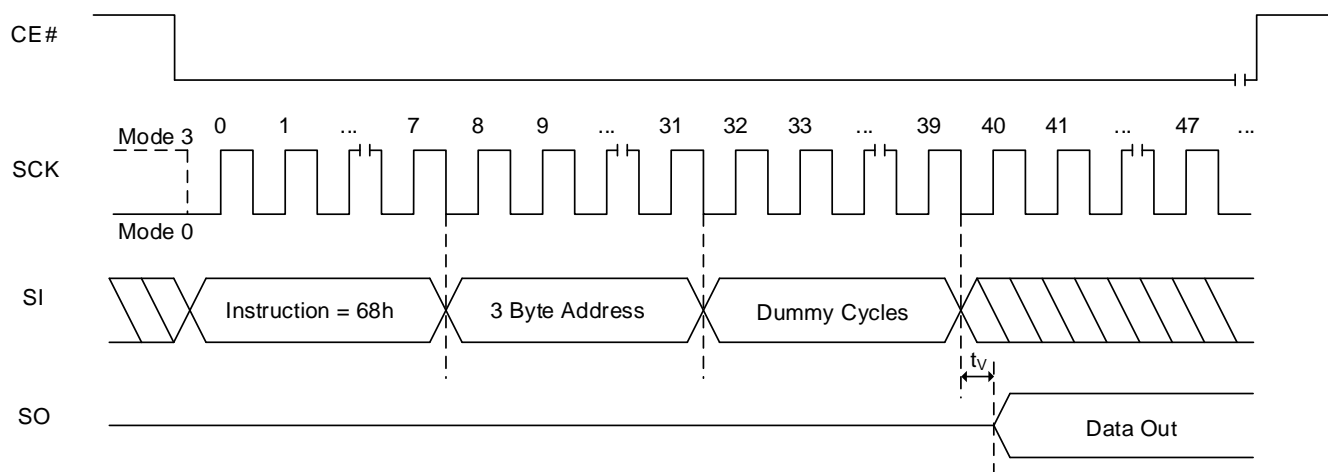 CE#
0 1 ... 7 8 9 ... 31 32 33 ... 39 40 41 ... 47 ...
Mode 3
SCK
Mode 0
SI Instruction = 68h 3 Byte Address Dummy Cycles
tV
SO Data Out